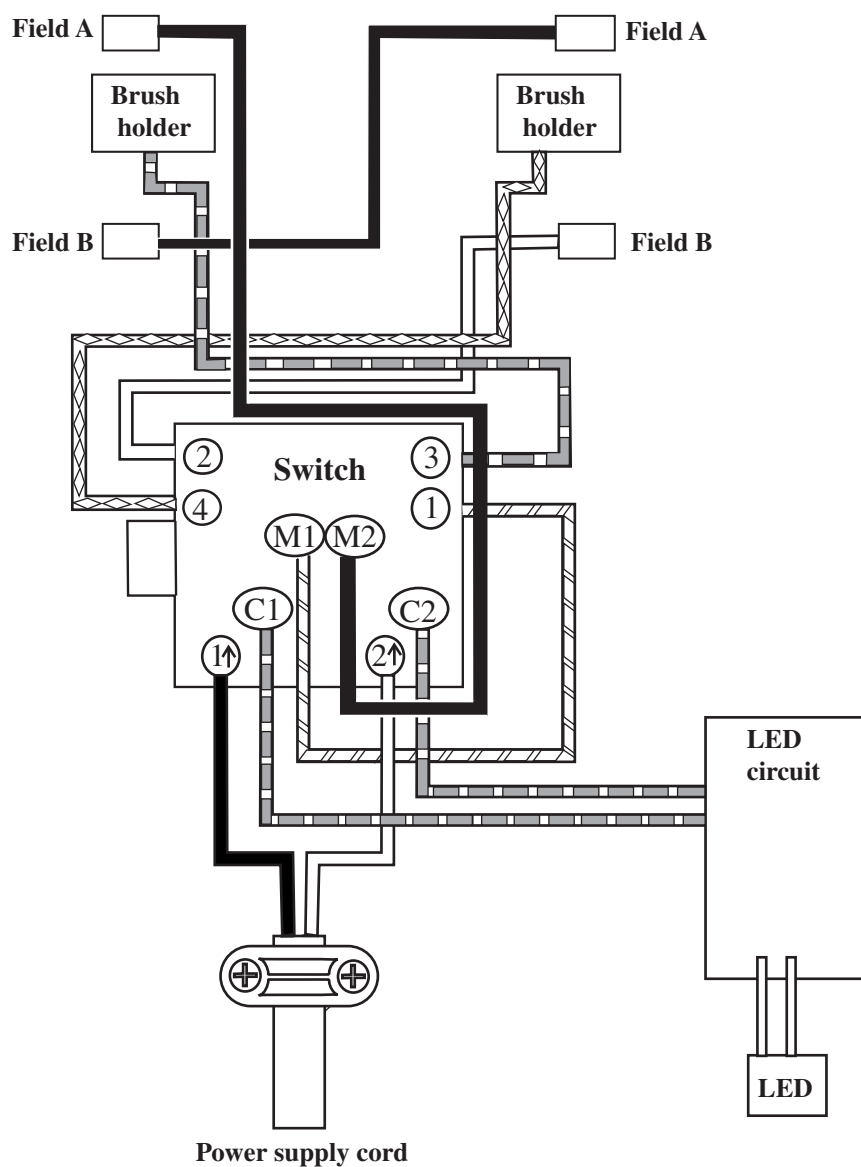 Field A
Field A
Brush
holder
Brush
holder
Field B
Field B
2
Switch
3
4
1
M1
M2
C1
C2
1↑
2↑
LED
circuit
LED
Power supply cord